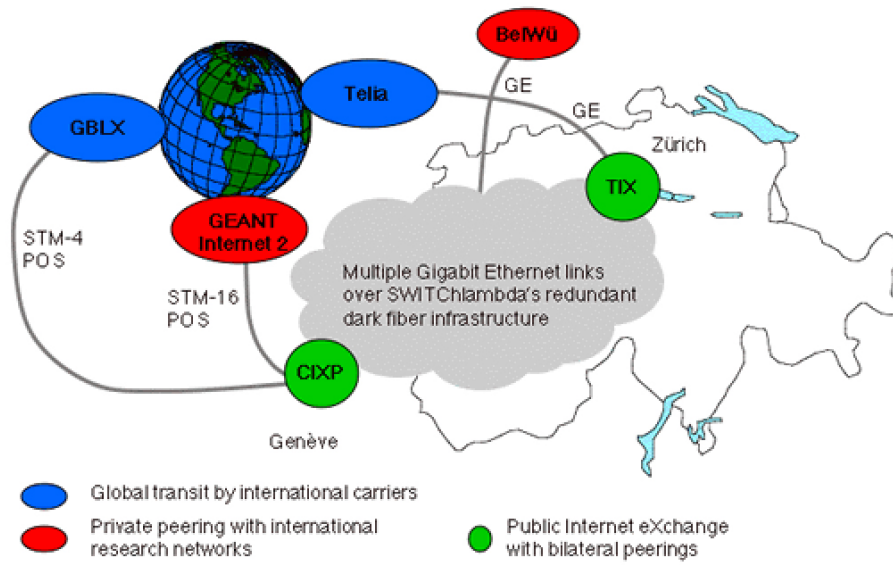 BelWü
Telia
GE
GE
GBLX
Zürich
TIX
GEANT
Internet 2
STM-4
POS
Multiple Gigabit Ethernet links
over SWITCHlambda's redundant
dark fiber infrastructure
STM-16
POS
CIXP
Genève
Global transit by international carriers
Private peering with international
research networks
Public Internet eXchange
with bilateral peerings